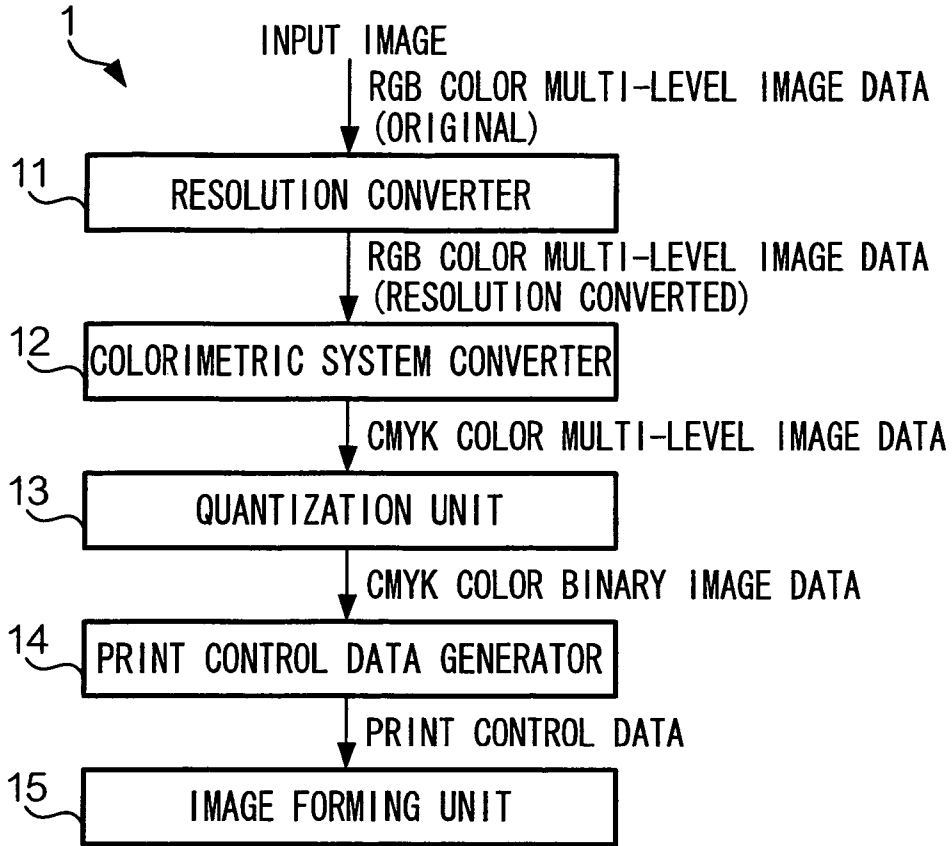 1
INPUT IMAGE
RGB COLOR MULTI-LEVEL IMAGE DATA
(ORIGINAL)
11
RESOLUTION CONVERTER
RGB COLOR MULTI-LEVEL IMAGE DATA
(RESOLUTION CONVERTED)
12
COLORIMETRIC SYSTEM CONVERTER
CMYK COLOR MULTI-LEVEL IMAGE DATA
13
QUANTIZATION UNIT
CMYK COLOR BINARY IMAGE DATA
14
PRINT CONTROL DATA GENERATOR
PRINT CONTROL DATA
15
IMAGE FORMING UNIT